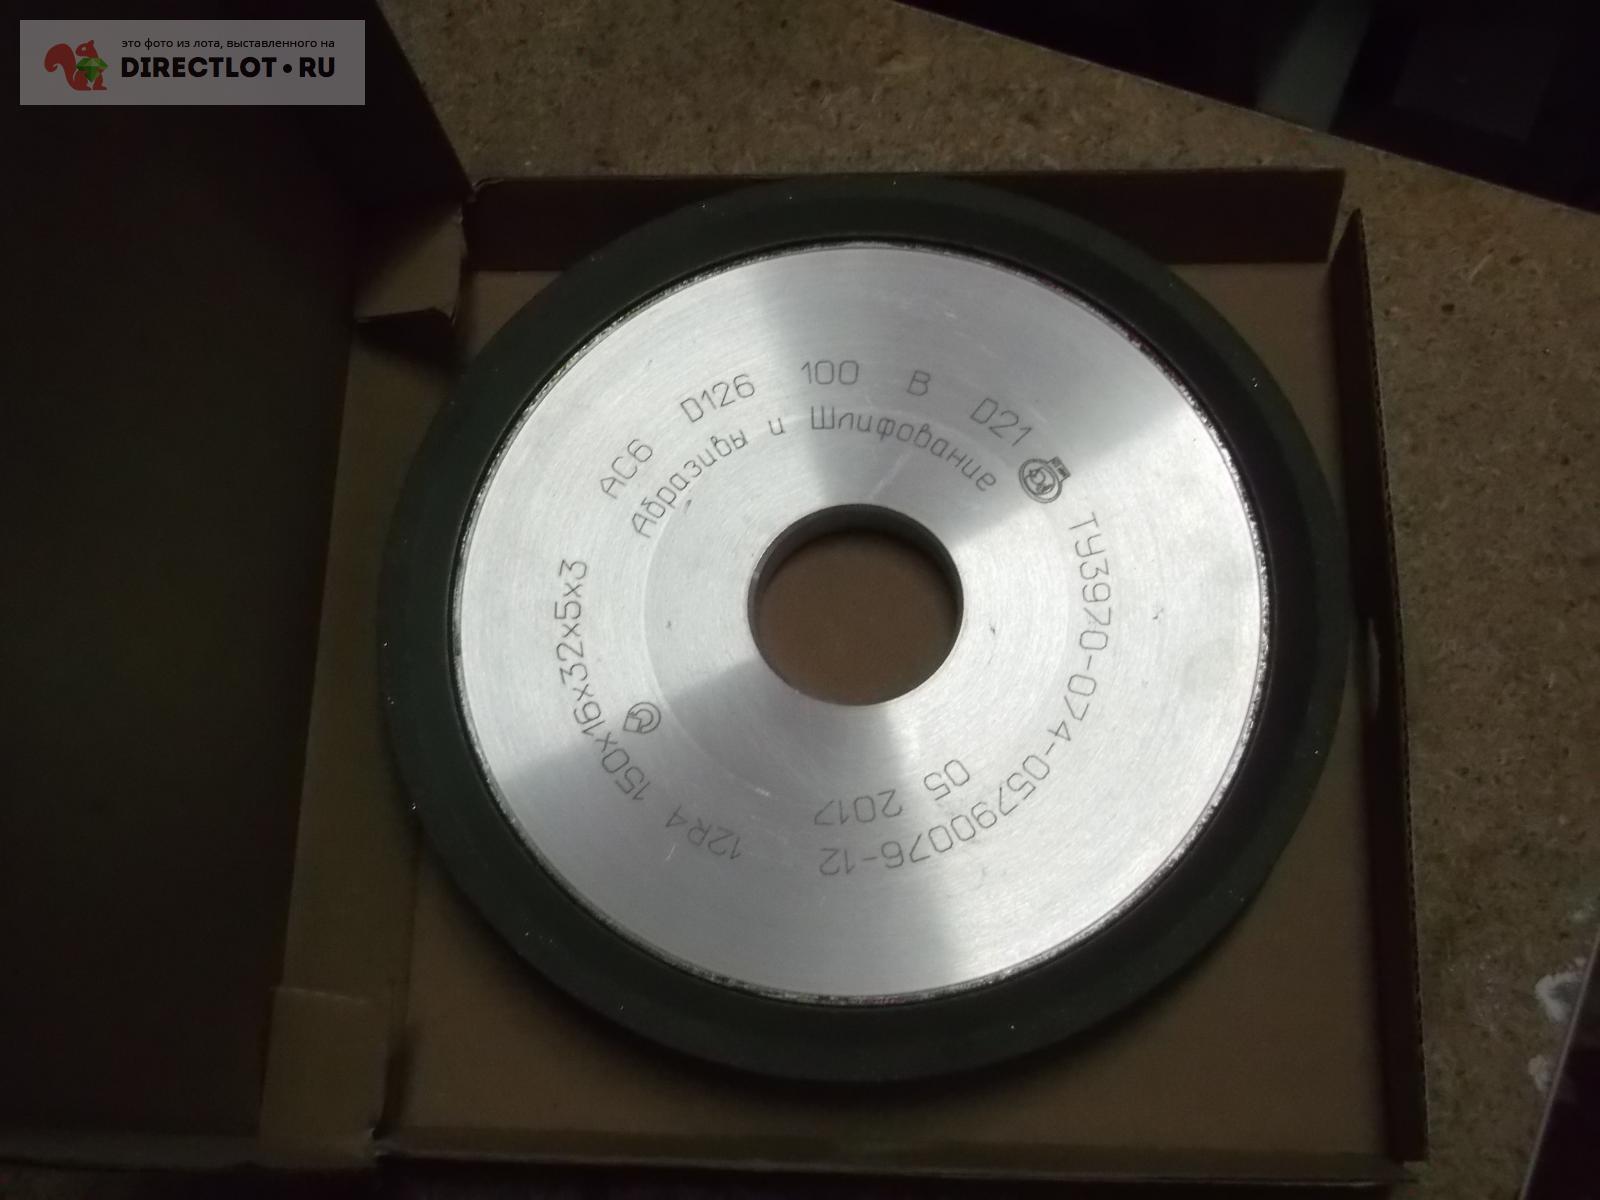 это фото из лота, выставленного на
DIRECTLOT•RU
12R4 150х16х32х5х3 АС6 D126 100 В D21
ТУ3970-074-05790076-12
Абразивы и Шлифование
05 2017